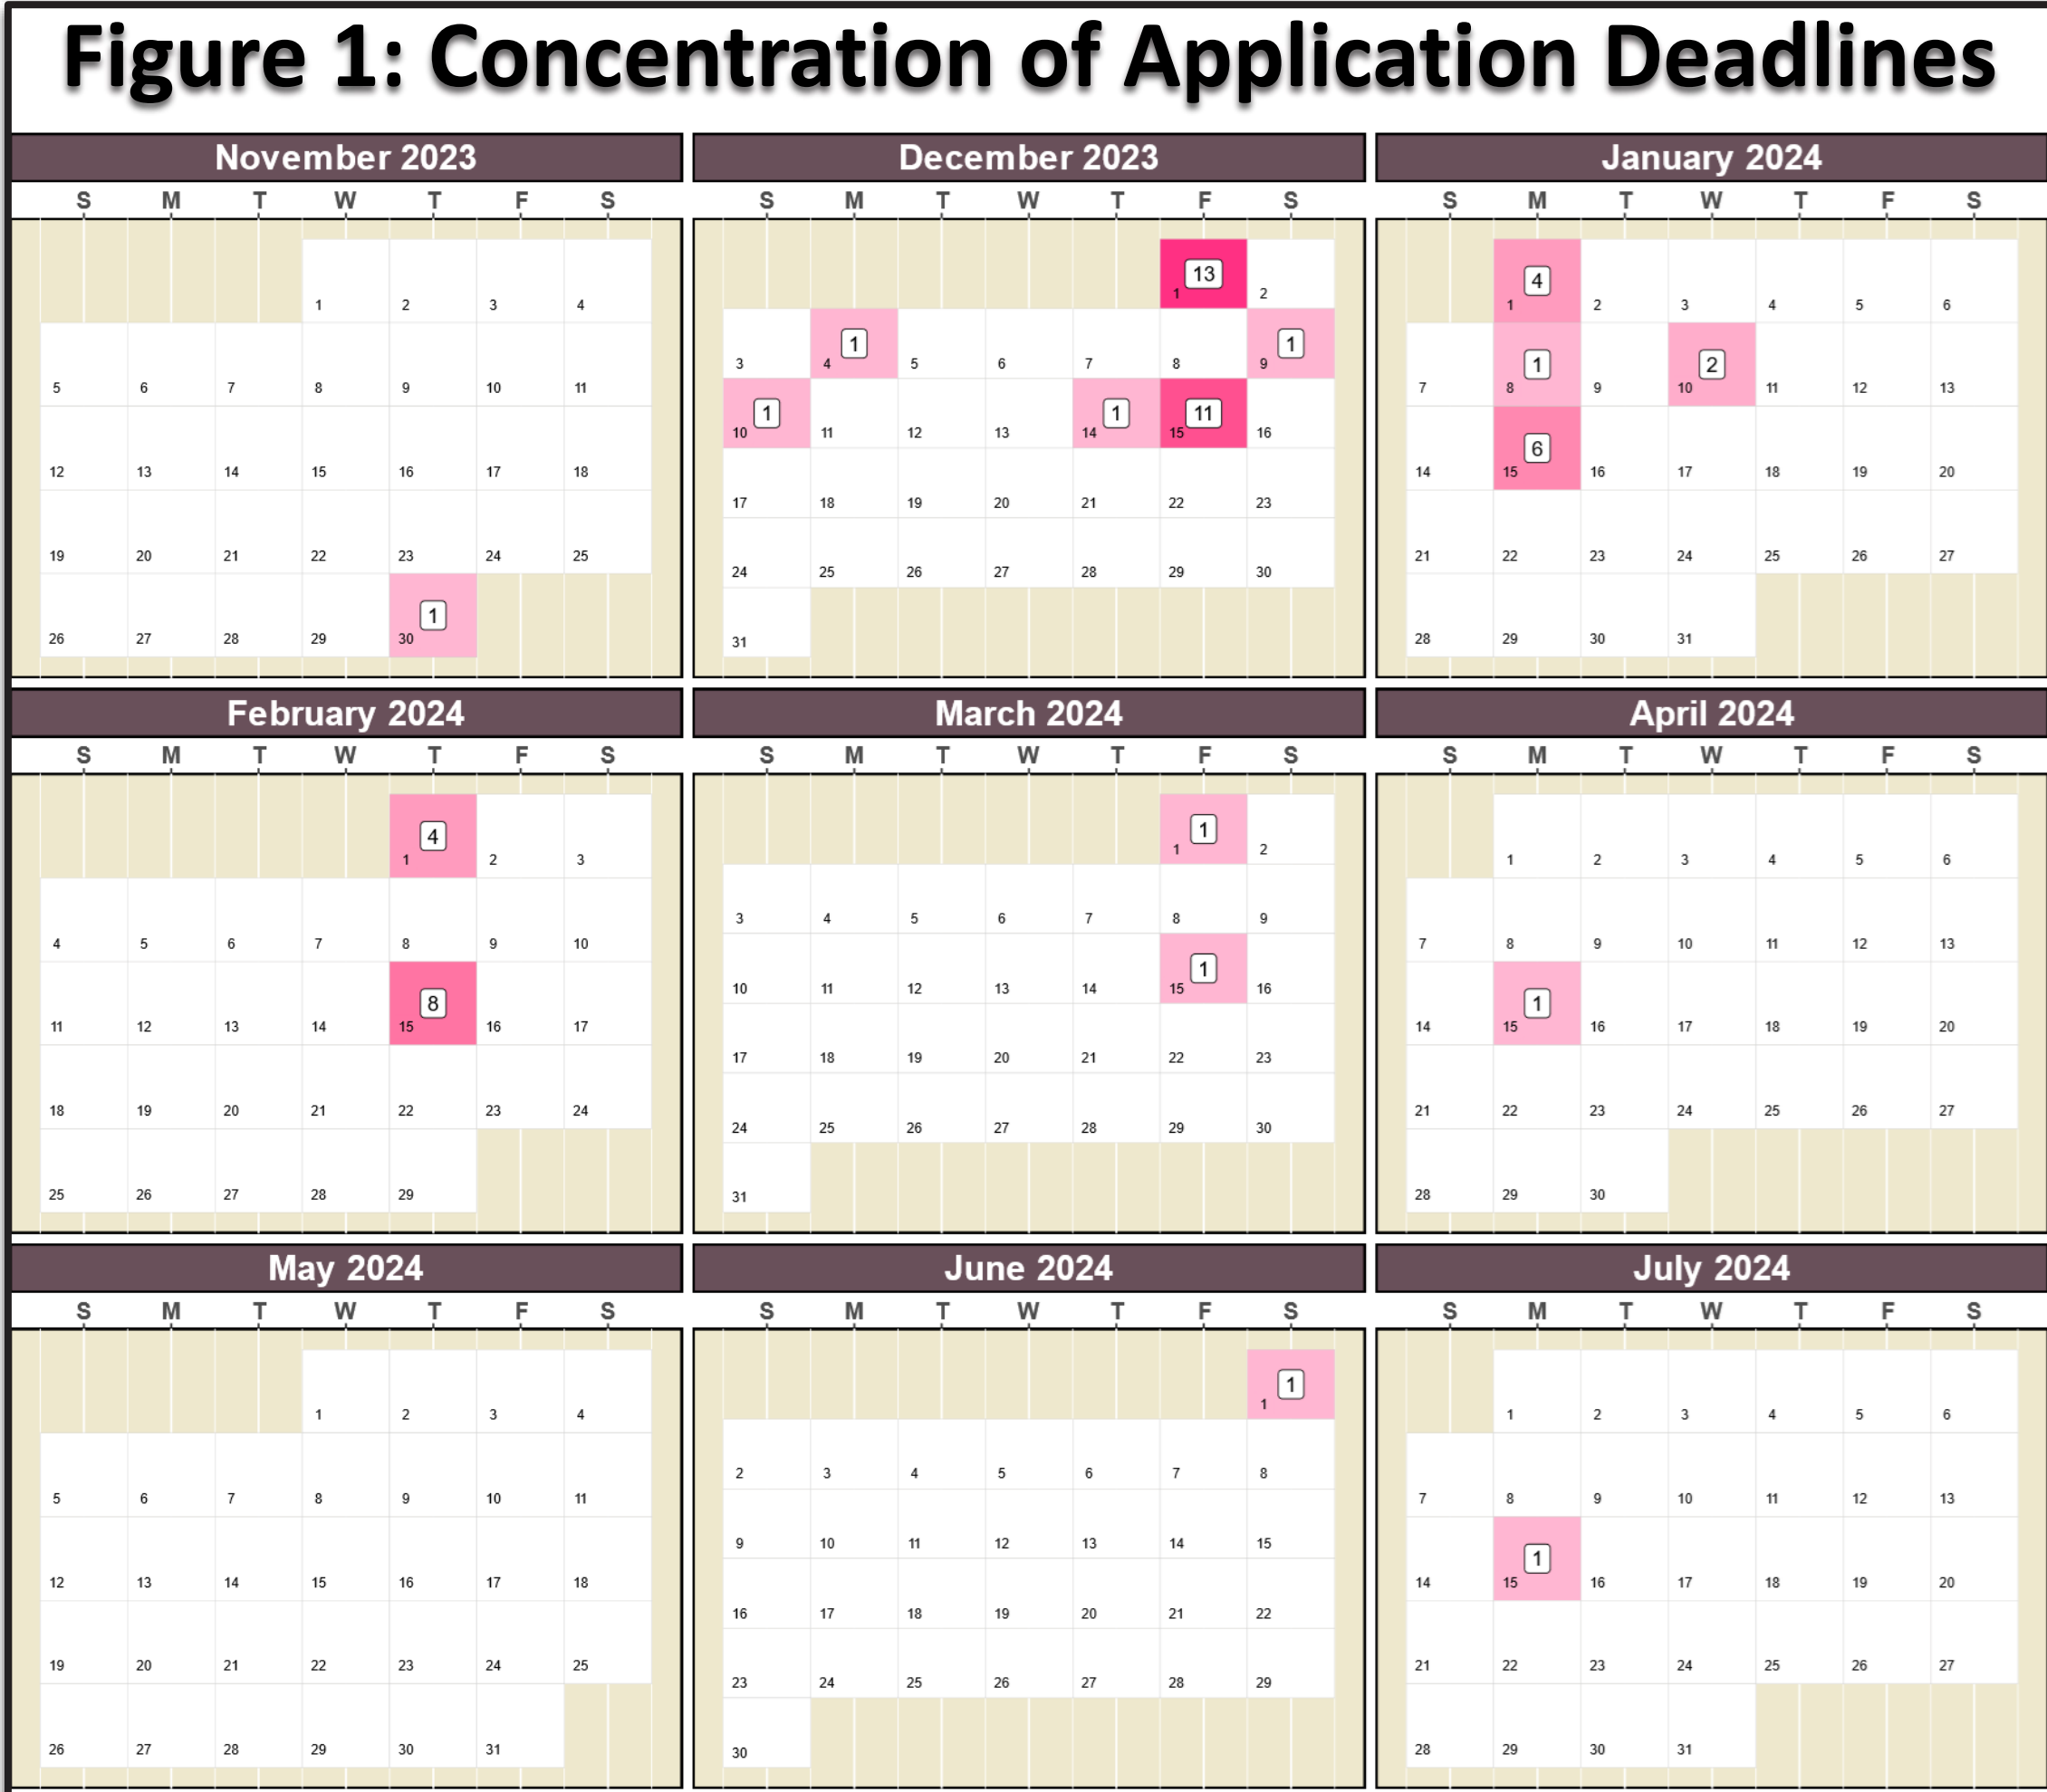 Figure 1: Concentration of Application Deadlines
November 2023
S M T W T F S
1 2 3 4
5 6 7 8 9 10 11
12 13 14 15 16 17 18
19 20 21 22 23 24 25
1
26 27 28 29 30
December 2023
S M T W T F S
13
1 2
1 1
3 4 5 6 7 8 9
1 1 11
10 11 12 13 14 15 16
17 18 19 20 21 22 23
24 25 26 27 28 29 30
31
January 2024
S M T W T F S
4
1 2 3 4 5 6
1 2
7 8 9 10 11 12 13
6
14 15 16 17 18 19 20
21 22 23 24 25 26 27
28 29 30 31
February 2024
S M T W T F S
4
1 2 3
4 5 6 7 8 9 10
8
11 12 13 14 15 16 17
18 19 20 21 22 23 24
25 26 27 28 29
March 2024
S M T W T F S
1
1 2
3 4 5 6 7 8 9
1
10 11 12 13 14 15 16
17 18 19 20 21 22 23
24 25 26 27 28 29 30
31
April 2024
S M T W T F S
1 2 3 4 5 6
7 8 9 10 11 12 13
1
14 15 16 17 18 19 20
21 22 23 24 25 26 27
28 29 30
May 2024
S M T W T F S
1 2 3 4
5 6 7 8 9 10 11
12 13 14 15 16 17 18
19 20 21 22 23 24 25
26 27 28 29 30 31
June 2024
S M T W T F S
1
1
2 3 4 5 6 7 8
9 10 11 12 13 14 15
16 17 18 19 20 21 22
23 24 25 26 27 28 29
30
July 2024
S M T W T F S
1 2 3 4 5 6
7 8 9 10 11 12 13
1
14 15 16 17 18 19 20
21 22 23 24 25 26 27
28 29 30 31